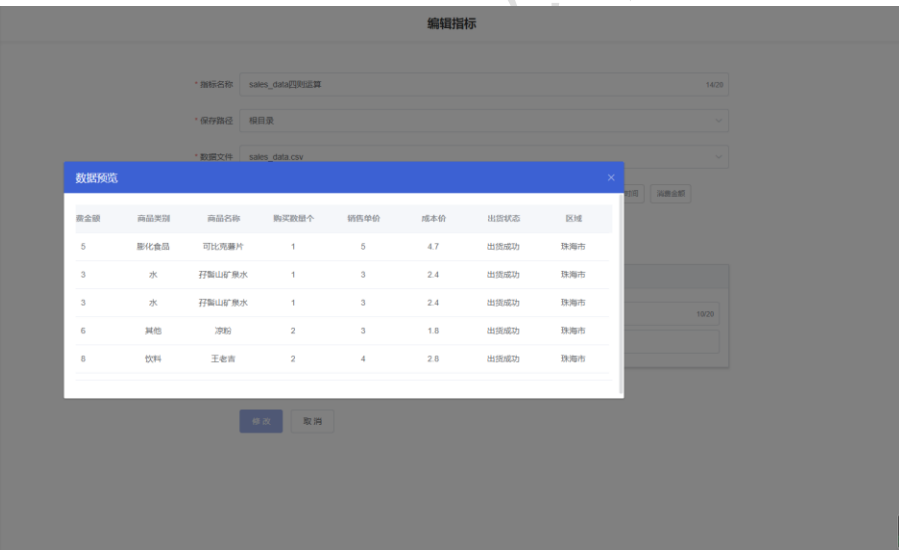 编辑指标
* 指标名称 sales_data四则运算 14/20
* 保存路径 根目录
* 数据文件 sales_data.csv
数据预览 ×
时间 消费金额
费金额 商品类别 商品名称 购买数量个 销售单价 成本价 出货状态 区域
5 膨化食品 可比克薯片 1 5 4.7 出货成功 珠海市
3 水 孖髻山矿泉水 1 3 2.4 出货成功 珠海市
3 水 孖髻山矿泉水 1 3 2.4 出货成功 珠海市
18/20
6 其他 凉粉 2 3 1.8 出货成功 珠海市
8 饮料 王老吉 2 4 2.8 出货成功 珠海市
修改 取消